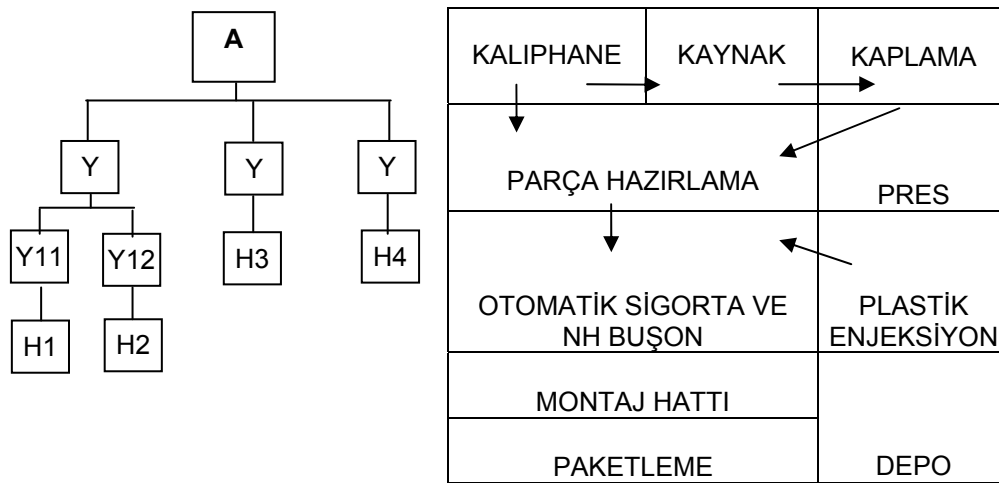 A
Y
Y
Y
Y11
Y12
H3
H4
H1
H2
KALIPHANE
KAYNAK
KAPLAMA
PARÇA HAZIRLAMA
PRES
OTOMATİK SİGORTA VE
NH BUŞON
PLASTİK
ENJEKSİYON
MONTAJ HATTI
PAKETLEME
DEPO